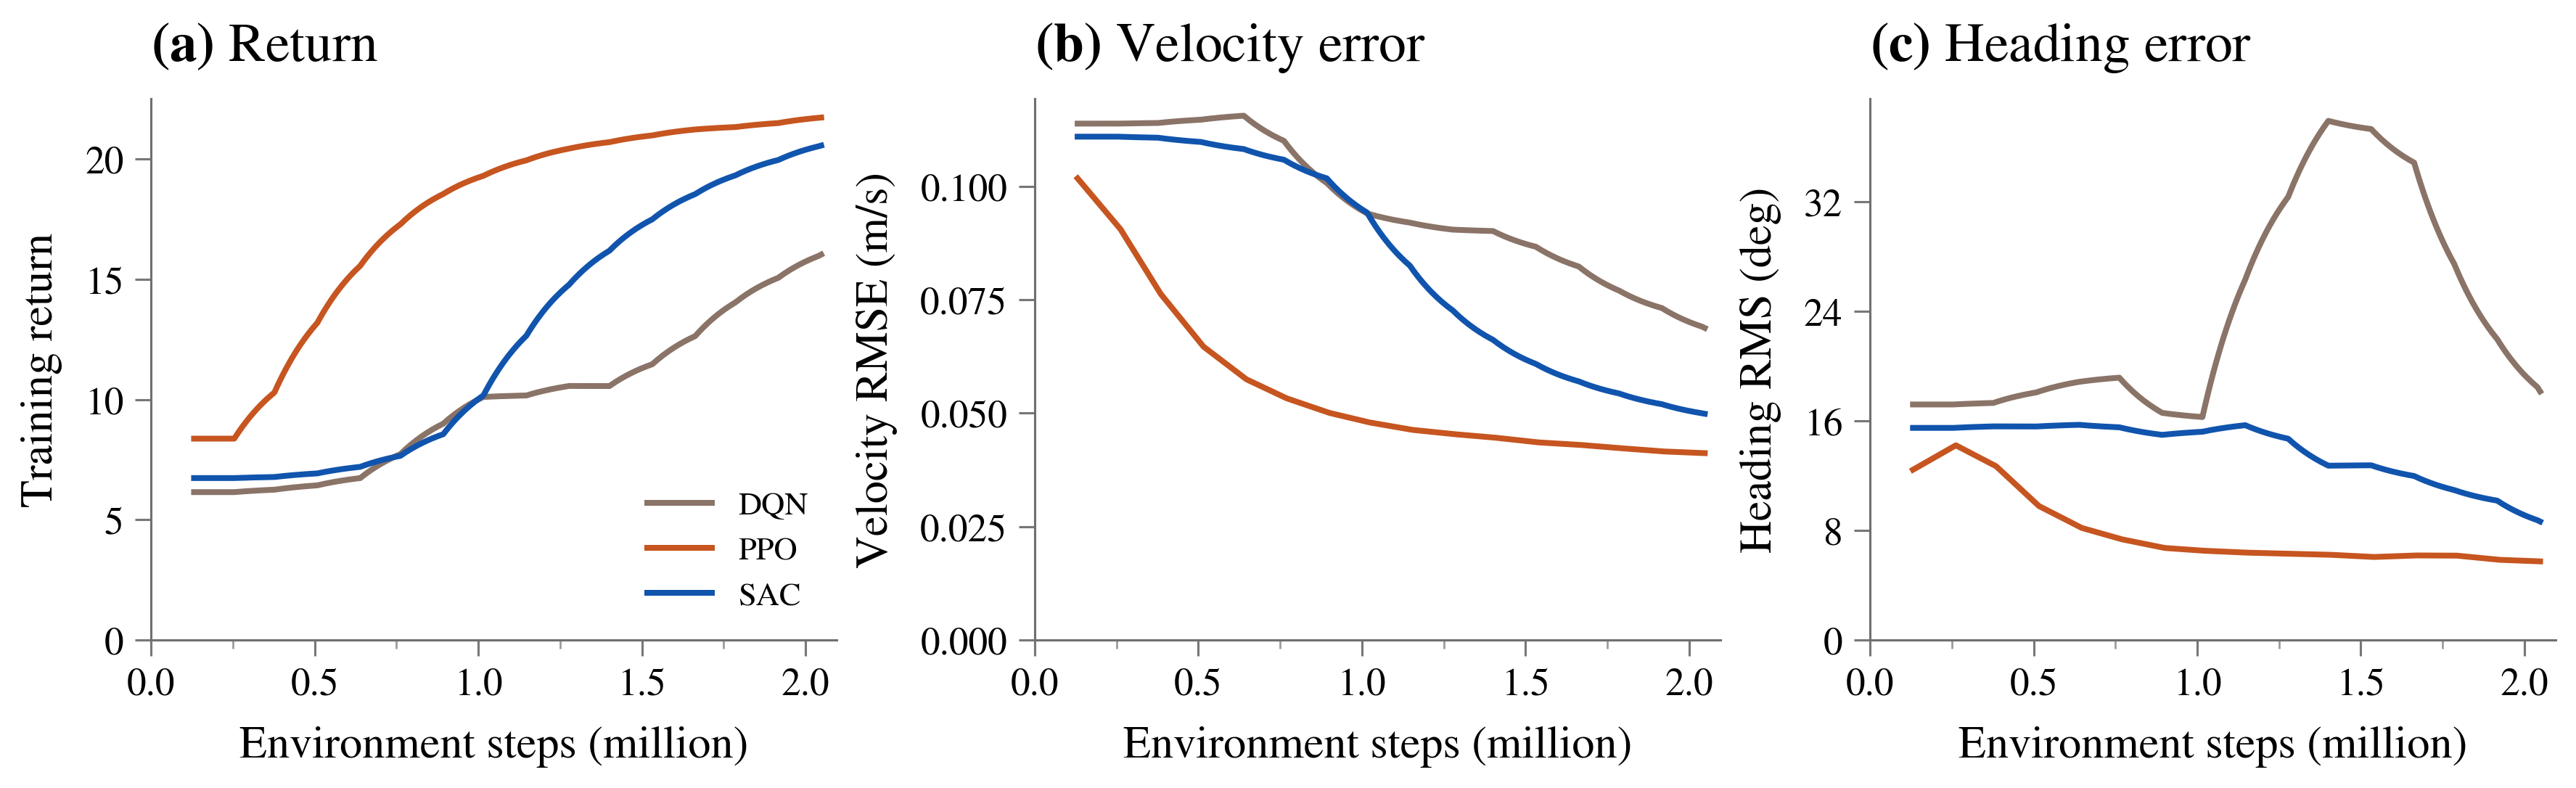 (a) Return
Training return
20
15
10
5
0
0.0 0.5 1.0 1.5 2.0
Environment steps (million)
DQN
PPO
SAC
(b) Velocity error
Velocity RMSE (m/s)
0.100
0.075
0.050
0.025
0.000
0.0 0.5 1.0 1.5 2.0
Environment steps (million)
(c) Heading error
Heading RMS (deg)
32
24
16
8
0
0.0 0.5 1.0 1.5 2.0
Environment steps (million)